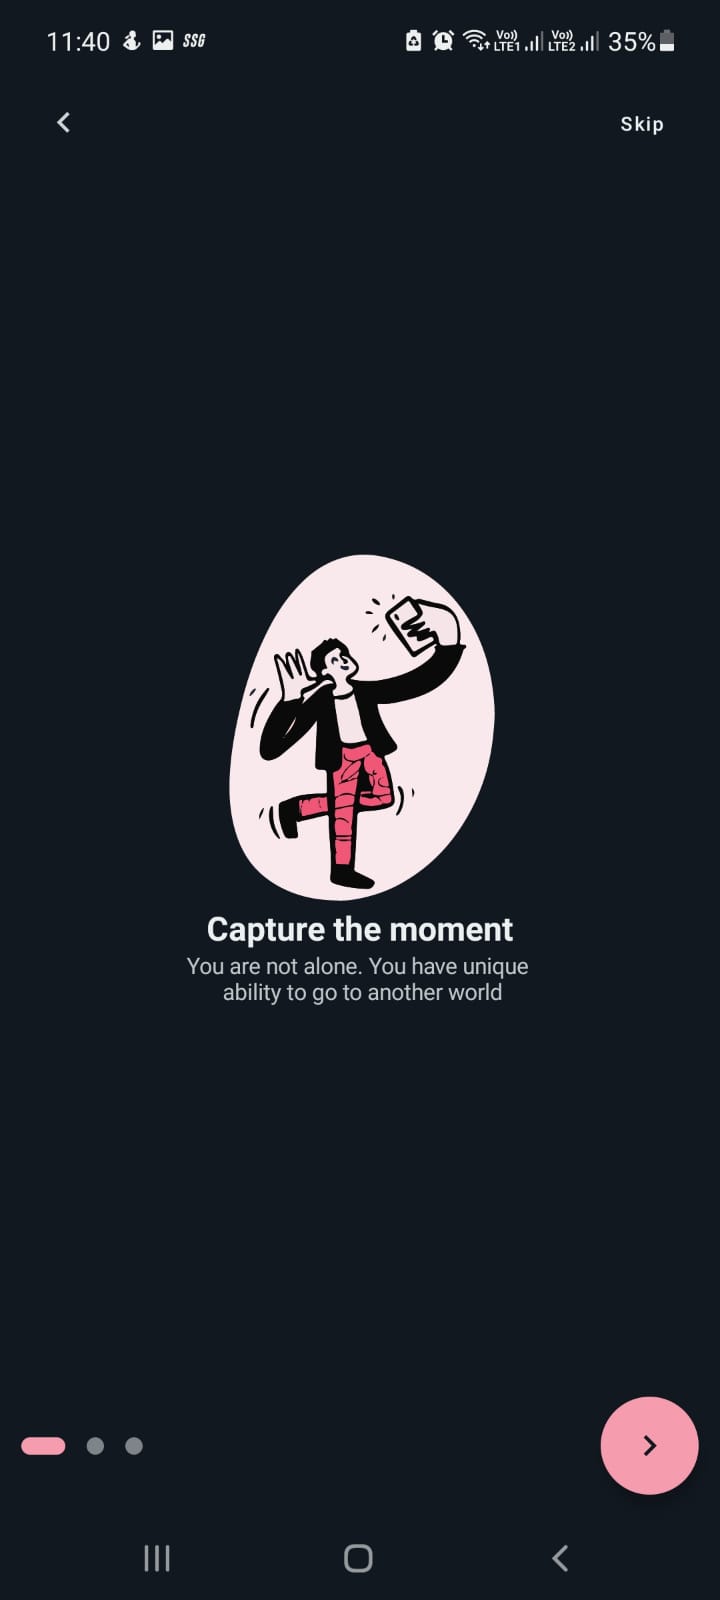 11:40 SSG Vo)) LTE1 Vo)) LTE2 35%
Skip
Capture the moment
You are not alone. You have unique
ability to go to another world